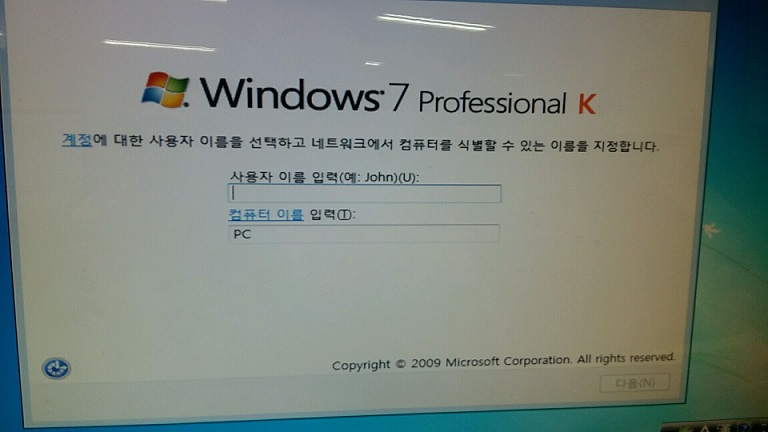 Windows 7 Professional K
계정에 대한 사용자 이름을 선택하고 네트워크에서 컴퓨터를 식별할 수 있는 이름을 지정합니다.
사용자 이름 입력(예: John)(U):
컴퓨터 이름 입력(T):
PC
Copyright © 2009 Microsoft Corporation. All rights reserved.
다음(N)